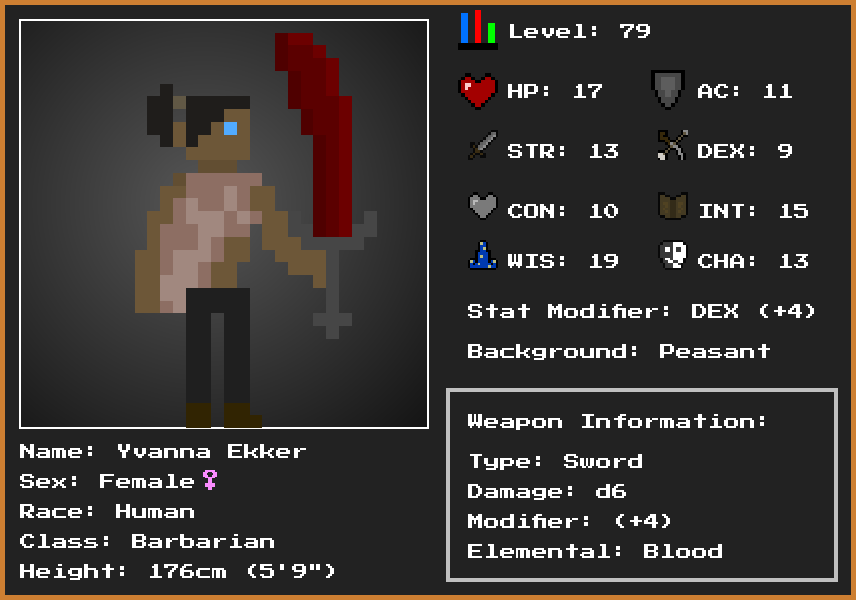 Level: 79
HP: 17
AC: 11
STR: 13
DEX: 9
CON: 10
INT: 15
WIS: 19
CHA: 13
Stat Modifier: DEX (+4)
Background: Peasant
Weapon Information:
Type: Sword
Damage: d6
Modifier: (+4)
Elemental: Blood
Name: Yvanna Ekker
Sex: Female♀
Race: Human
Class: Barbarian
Height: 176cm (5'9")